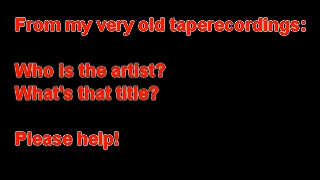 From my very old taperecordings:
Who is the artist?
What's that title?
Please help!